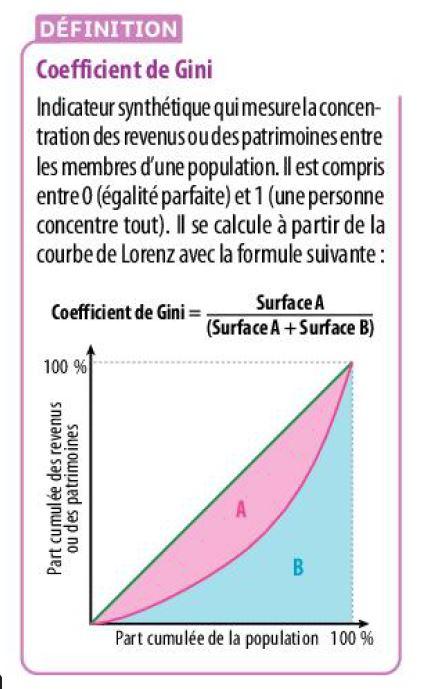 DÉFINITION
Coefficient de Gini
Indicateur synthétique qui mesure la concen-
tration des revenus ou des patrimoines entre
les membres d'une population. Il est compris
entre 0 (égalité parfaite) et 1 (une personne
concentre tout). Il se calcule à partir de la
courbe de Lorenz avec la formule suivante :
Coefficient de Gini = Surface A
(Surface A + Surface B)
100 %
Part cumulée des revenus
ou des patrimoines
A
B
Part cumulée de la population 100 %